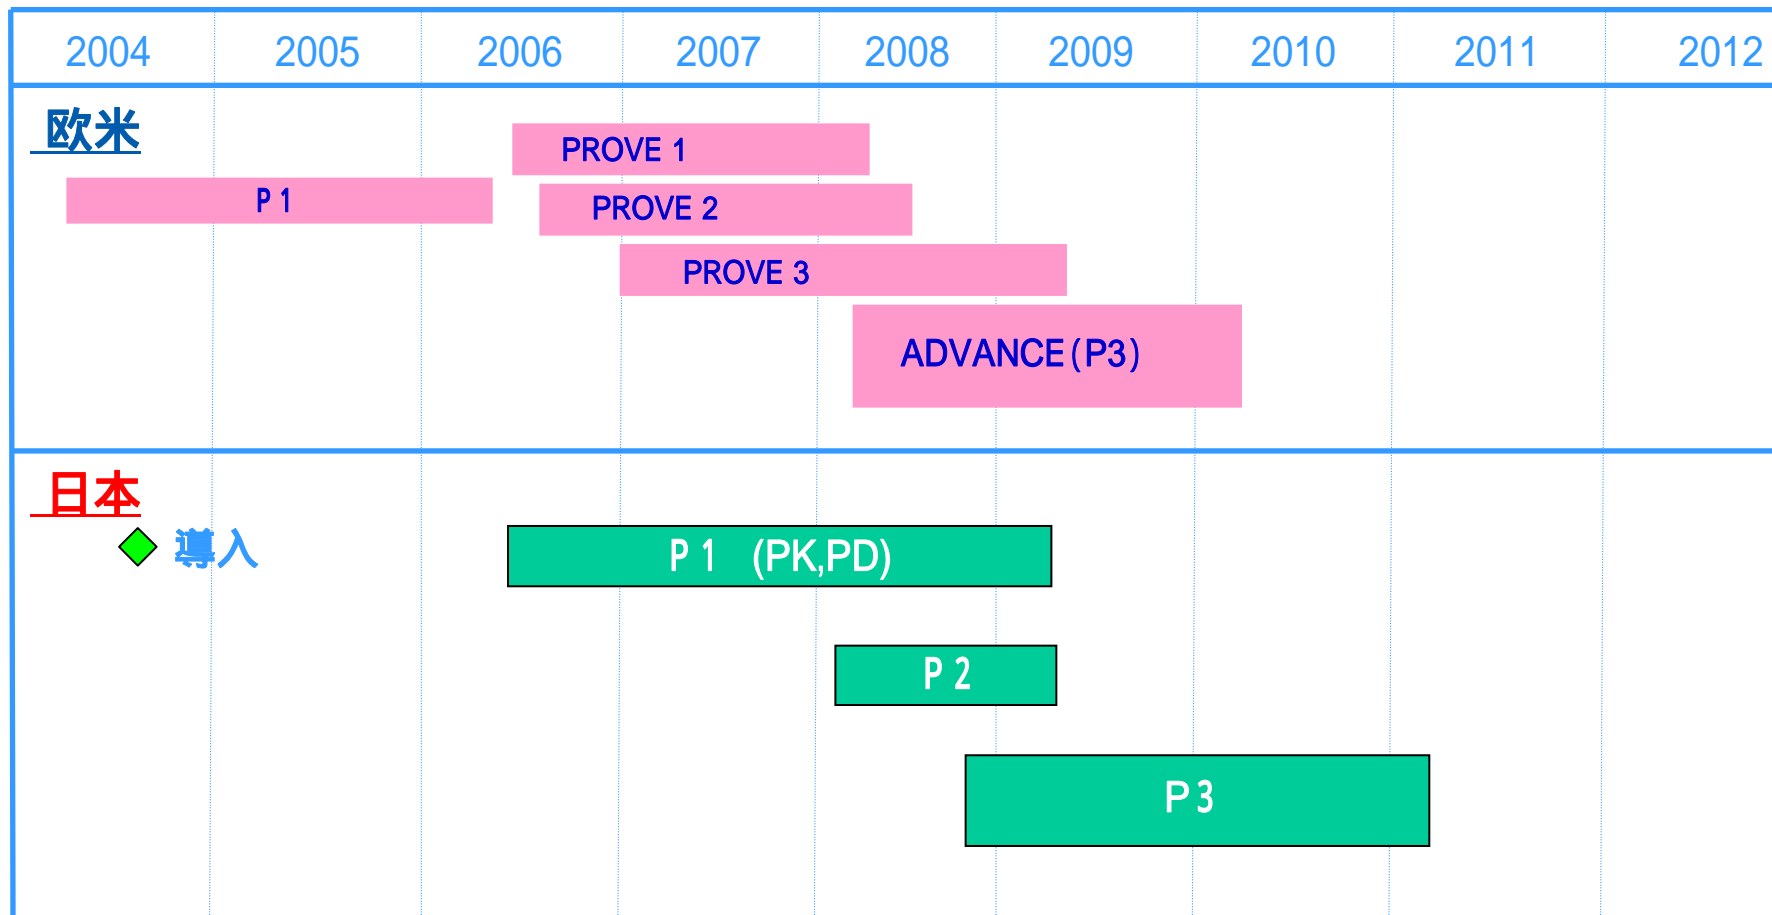 2004 2005 2006 2007 2008 2009 2010 2011 2012
欧米
PROVE 1
P 1
PROVE 2
PROVE 3
ADVANCE(P3)
日本
導入
P 1 (PK,PD)
P 2
P3